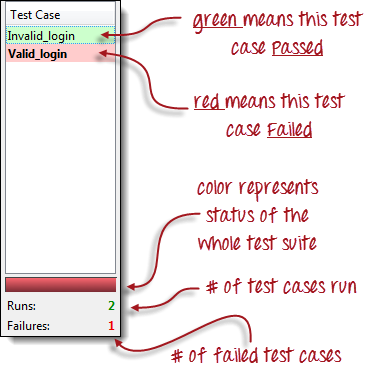 Test Case
Invalid_login
Valid_login
Runs: 2
Failures: 1
green means this test
case Passed
red means this test
case Failed
color represents
status of the
whole test suite
# of test cases run
# of failed test cases